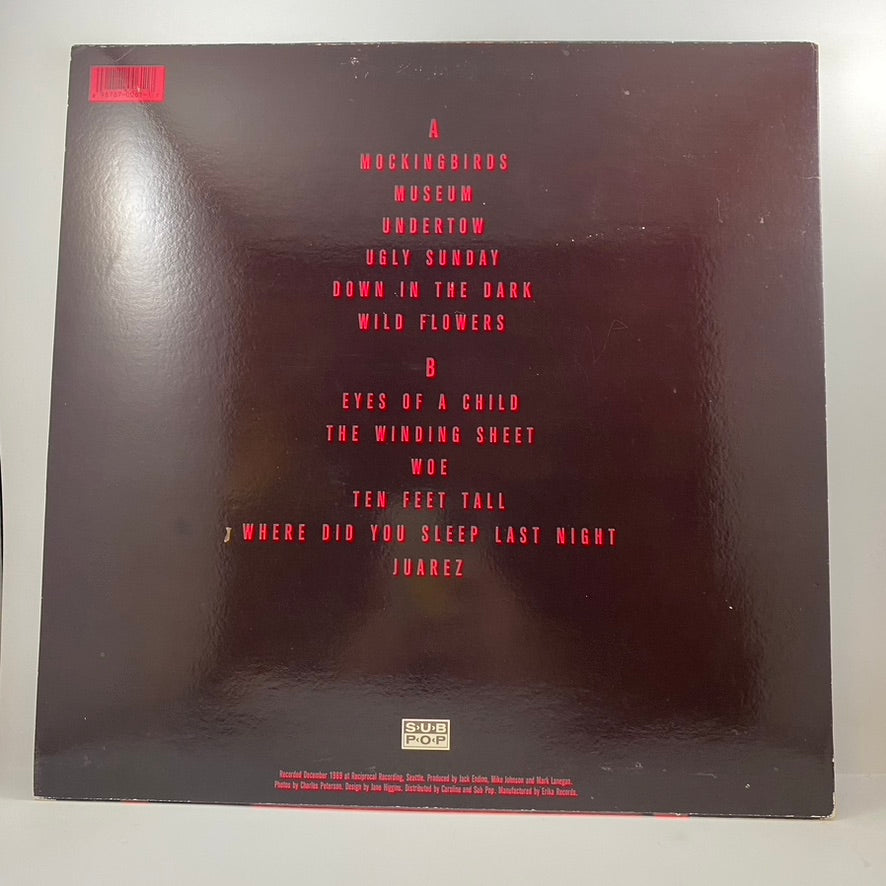 A
MOCKINGBIRDS
MUSEUM
UNDERTOW
UGLY SUNDAY
DOWN IN THE DARK
WILD FLOWERS
B
EYES OF A CHILD
THE WINDING SHEET
WOE
TEN FEET TALL
WHERE DID YOU SLEEP LAST NIGHT
JUAREZ
SUB
POP
Recorded December 1989 at Reciprocal Recording, Seattle. Produced by Jack Endino, Mike Johnson and Mark Lanegan.
Photos by Charles Peterson. Design by Jane Higgins. Distributed by Caroline and Sub Pop. Manufactured by Erika Records.